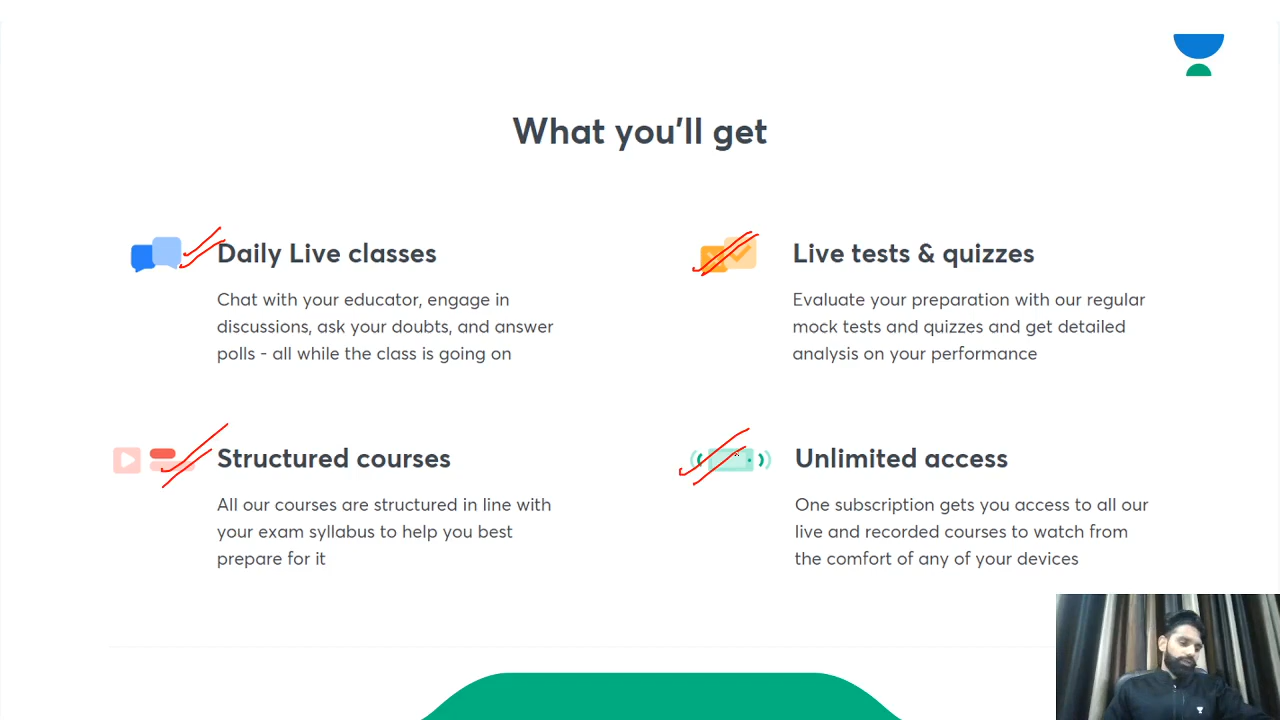 What you'll get
Daily Live classes
Chat with your educator, engage in
discussions, ask your doubts, and answer
polls - all while the class is going on
Live tests & quizzes
Evaluate your preparation with our regular
mock tests and quizzes and get detailed
analysis on your performance
Structured courses
All our courses are structured in line with
your exam syllabus to help you best
prepare for it
Unlimited access
One subscription gets you access to all our
live and recorded courses to watch from
the comfort of any of your devices